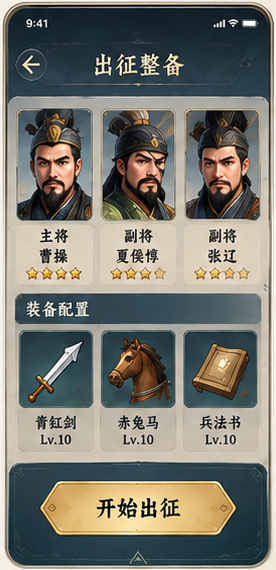 9:41
出征整备
主将
曹操
副将
夏侯惇
副将
张辽
装备配置
青釭剑
Lv.10
赤兔马
Lv.10
兵法书
Lv.10
开始出征